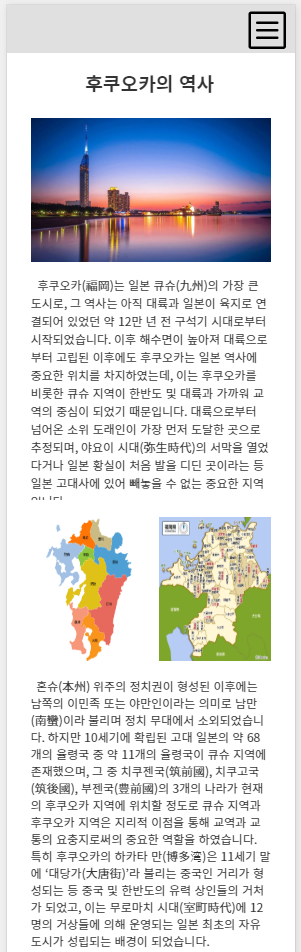 후쿠오카의 역사
후쿠오카(福岡)는 일본 큐슈(九州)의 가장 큰
도시로, 그 역사는 아직 대륙과 일본이 육지로 연
결되어 있었던 약 12만 년 전 구석기 시대로부터
시작되었습니다. 이후 해수면이 높아져 대륙으로
부터 고립된 이후에도 후쿠오카는 일본 역사에
중요한 위치를 차지하였는데, 이는 후쿠오카를
비롯한 큐슈 지역이 한반도 및 대륙과 가까워 교
역의 중심이 되었기 때문입니다. 대륙으로부터
넘어온 소위 도래인이 가장 먼저 도달한 곳으로
추정되며, 야요이 시대(弥生時代)의 서막을 열었
다거나 일본 황실이 처음 발을 디딘 곳이라는 등
일본 고대사에 있어 빼놓을 수 없는 중요한 지역
혼슈(本州) 위주의 정치권이 형성된 이후에는
남쪽의 이민족 또는 야만인이라는 의미로 남만
(南蠻)이라 불리며 정치 무대에서 소외되었습니
다. 하지만 10세기에 확립된 고대 일본의 약 68
개의 율령국 중 약 11개의 율령국이 큐슈 지역에
존재했으며, 그 중 치쿠젠국(筑前國), 치쿠고국
(筑後國), 부젠국(豊前國)의 3개의 나라가 현재
의 후쿠오카 지역에 위치할 정도로 큐슈 지역과
후쿠오카 지역은 지리적 이점을 통해 교역과 교
통의 요충지로써의 중요한 역할을 하였습니다.
특히 후쿠오카의 하카타 만(博多湾)은 11세기 말
에 ‘대당가(大唐街)’라 불리는 중국인 거리가 형
성되는 등 중국 및 한반도의 유력 상인들의 거처
가 되었고, 이는 무로마치 시대(室町時代)에 12
명의 거상들에 의해 운영되는 일본 최초의 자유
도시가 성립되는 배경이 되었습니다.